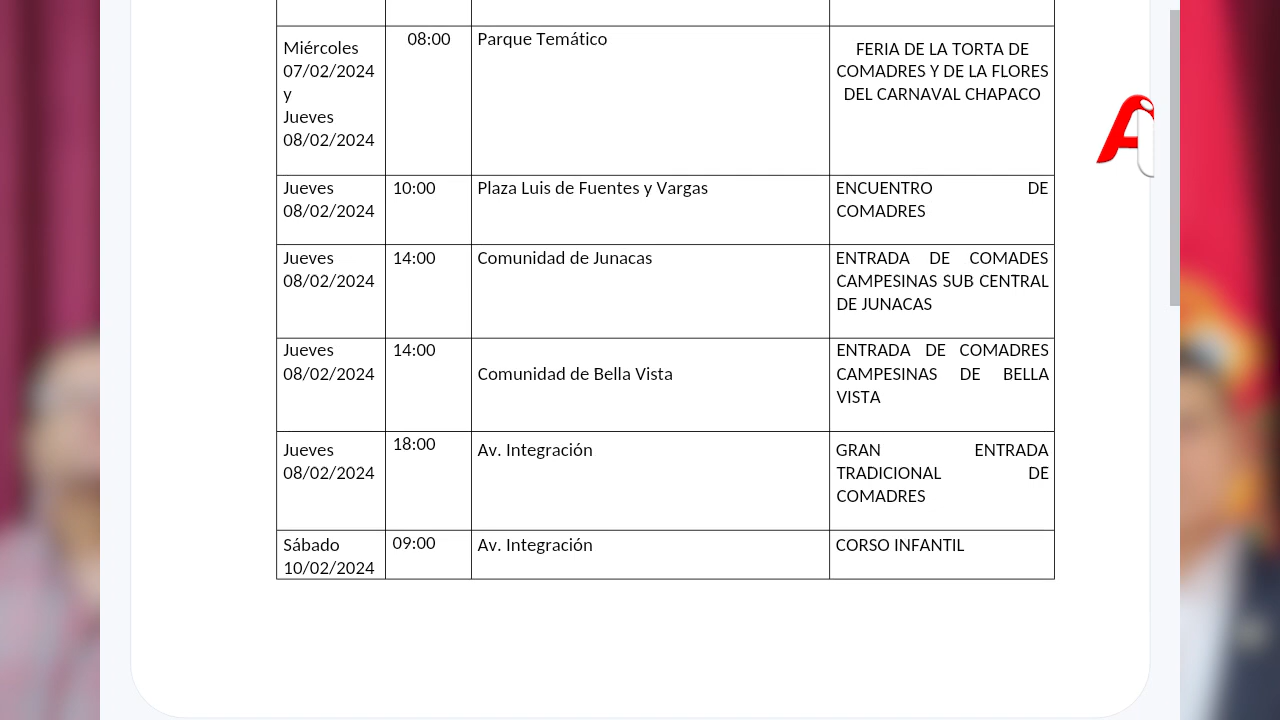 Miércoles
07/02/2024
y
Jueves
08/02/2024
08:00
Parque Temático
FERIA DE LA TORTA DE
COMADRES Y DE LA FLORES
DEL CARNAVAL CHAPACO
Jueves
08/02/2024
10:00
Plaza Luis de Fuentes y Vargas
ENCUENTRO DE
COMADRES
Jueves
08/02/2024
14:00
Comunidad de Junacas
ENTRADA DE COMADES
CAMPESINAS SUB CENTRAL
DE JUNACAS
Jueves
08/02/2024
14:00
Comunidad de Bella Vista
ENTRADA DE COMADRES
CAMPESINAS DE BELLA
VISTA
Jueves
08/02/2024
18:00
Av. Integración
GRAN ENTRADA
TRADICIONAL DE
COMADRES
Sábado
10/02/2024
09:00
Av. Integración
CORSO INFANTIL